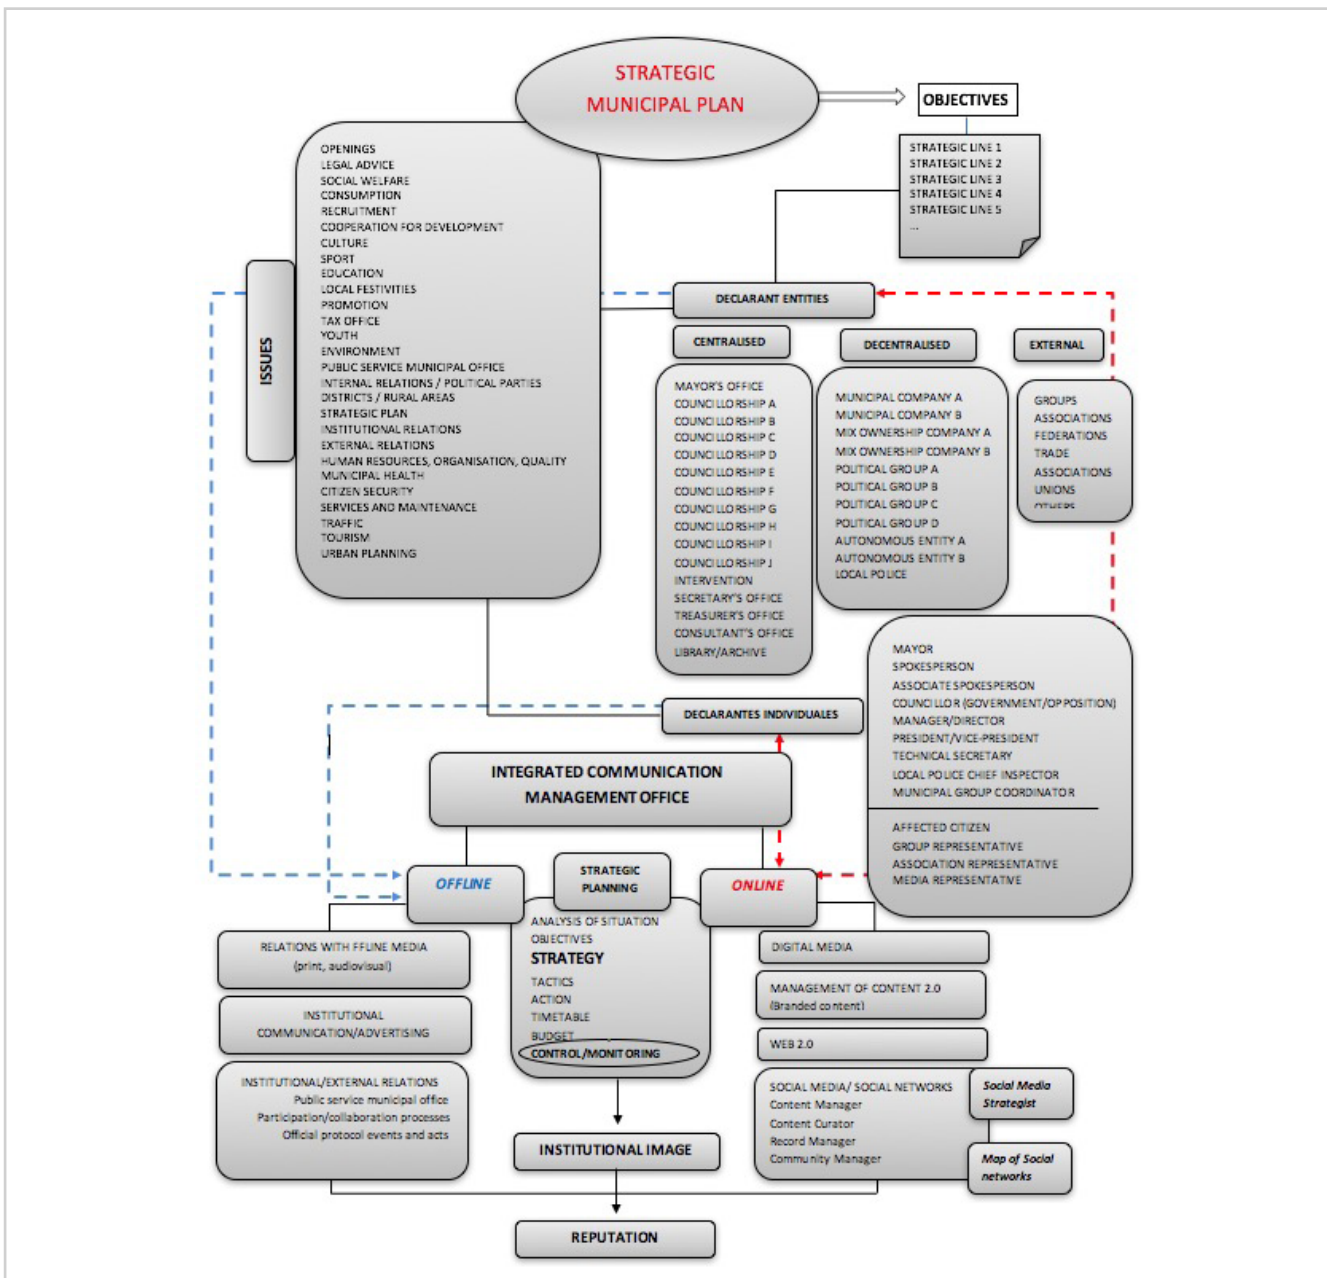 STRATEGIC
MUNICIPAL PLAN
OBJECTIVES
STRATEGIC LINE 1
STRATEGIC LINE 2
STRATEGIC LINE 3
STRATEGIC LINE 4
STRATEGIC LINE 5
...
ISSUES
OPENINGS
LEGAL ADVICE
SOCIAL WELFARE
CONSUMPTION
RECRUITMENT
COOPERATION FOR DEVELOPMENT
CULTURE
SPORT
EDUCATION
LOCAL FESTIVITIES
PROMOTION
TAX OFFICE
YOUTH
ENVIRONMENT
PUBLIC SERVICE MUNICIPAL OFFICE
INTERNAL RELATIONS / POLITICAL PARTIES
DISTRICTS / RURAL AREAS
STRATEGIC PLAN
INSTITUTIONAL RELATIONS
EXTERNAL RELATIONS
HUMAN RESOURCES, ORGANISATION, QUALITY
MUNICIPAL HEALTH
CITIZEN SECURITY
SERVICES AND MAINTENANCE
TRAFFIC
TOURISM
URBAN PLANNING
DECLARANT ENTITIES
CENTRALISED
MAYOR'S OFFICE
COUNCILLORSHIP A
COUNCILLORSHIP B
COUNCILLORSHIP C
COUNCILLORSHIP D
COUNCILLORSHIP E
COUNCILLORSHIP F
COUNCILLORSHIP G
COUNCILLORSHIP H
COUNCILLORSHIP I
COUNCILLORSHIP J
INTERVENTION
SECRETARY'S OFFICE
TREASURER'S OFFICE
CONSULTANT'S OFFICE
LIBRARY/ARCHIVE
DECENTRALISED
MUNICIPAL COMPANY A
MUNICIPAL COMPANY B
MIX OWNERSHIP COMPANY A
MIX OWNERSHIP COMPANY B
POLITICAL GROUP A
POLITICAL GROUP B
POLITICAL GROUP C
POLITICAL GROUP D
AUTONOMOUS ENTITY A
AUTONOMOUS ENTITY B
LOCAL POLICE
EXTERNAL
GROUPS
ASSOCIATIONS
FEDERATIONS
TRADE
ASSOCIATIONS
UNIONS
OTHERS
MAYOR
SPOKESPERSON
ASSOCIATE SPOKESPERSON
COUNCILLOR (GOVERNMENT/OPPOSITION)
MANAGER/DIRECTOR
PRESIDENT/VICE-PRESIDENT
TECHNICAL SECRETARY
LOCAL POLICE CHIEF INSPECTOR
MUNICIPAL GROUP COORDINATOR
AFFECTED CITIZEN
GROUP REPRESENTATIVE
ASSOCIATION REPRESENTATIVE
MEDIA REPRESENTATIVE
DECLARANTES INDIVIDUALES
INTEGRATED COMMUNICATION
MANAGEMENT OFFICE
OFFLINE
STRATEGIC
PLANNING
ONLINE
ANALYSIS OF SITUATION
OBJECTIVES
STRATEGY
TACTICS
ACTION
TIMETABLE
BUDGET
CONTROL/MONITORING
RELATIONS WITH FFLINE MEDIA
(print, audiovisual)
INSTITUTIONAL
COMMUNICATION/ADVERTISING
INSTITUTIONAL/EXTERNAL RELATIONS
Public service municipal office
Participation/collaboration processes
Official protocol events and acts
DIGITAL MEDIA
MANAGEMENT OF CONTENT 2.0
(Branded content)
WEB 2.0
SOCIAL MEDIA/ SOCIAL NETWORKS
Content Manager
Content Curator
Record Manager
Community Manager
Social Media
Strategist
Map of Social
networks
INSTITUTIONAL IMAGE
REPUTATION